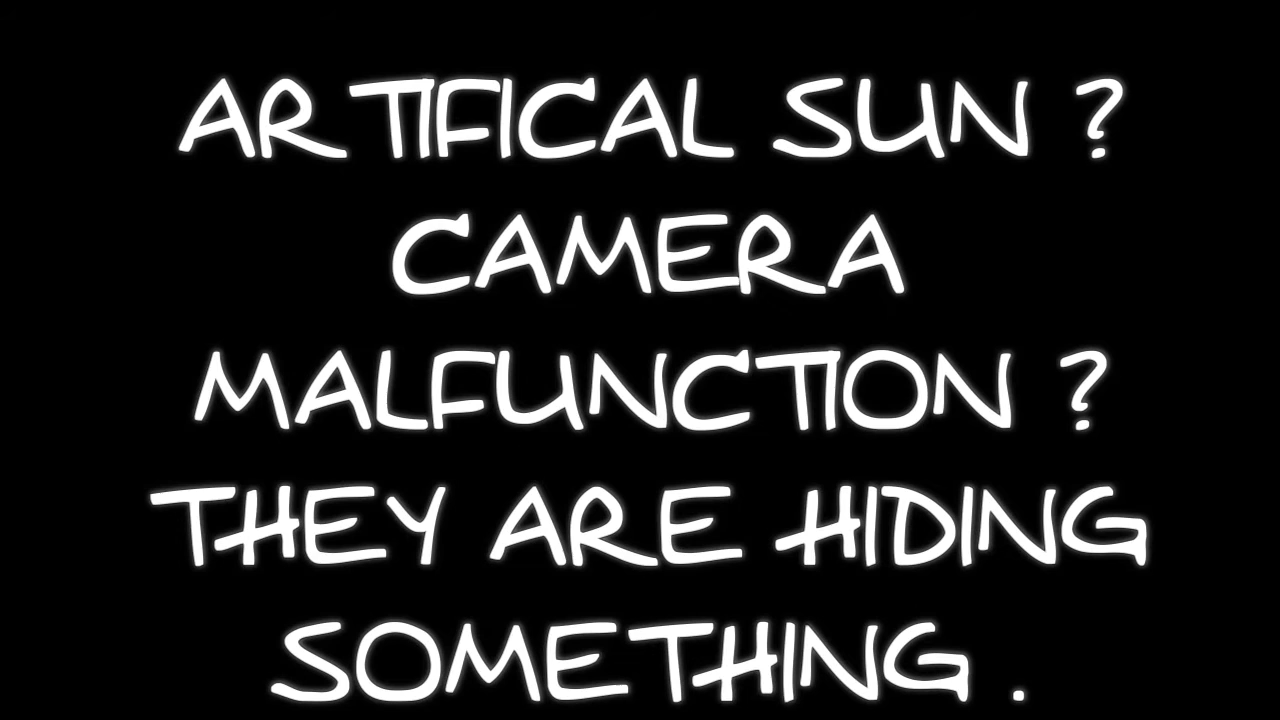 ARTIFICAL SUN ?
CAMERA
MALFUNCTION ?
THEY ARE HIDING
SOMETHING .